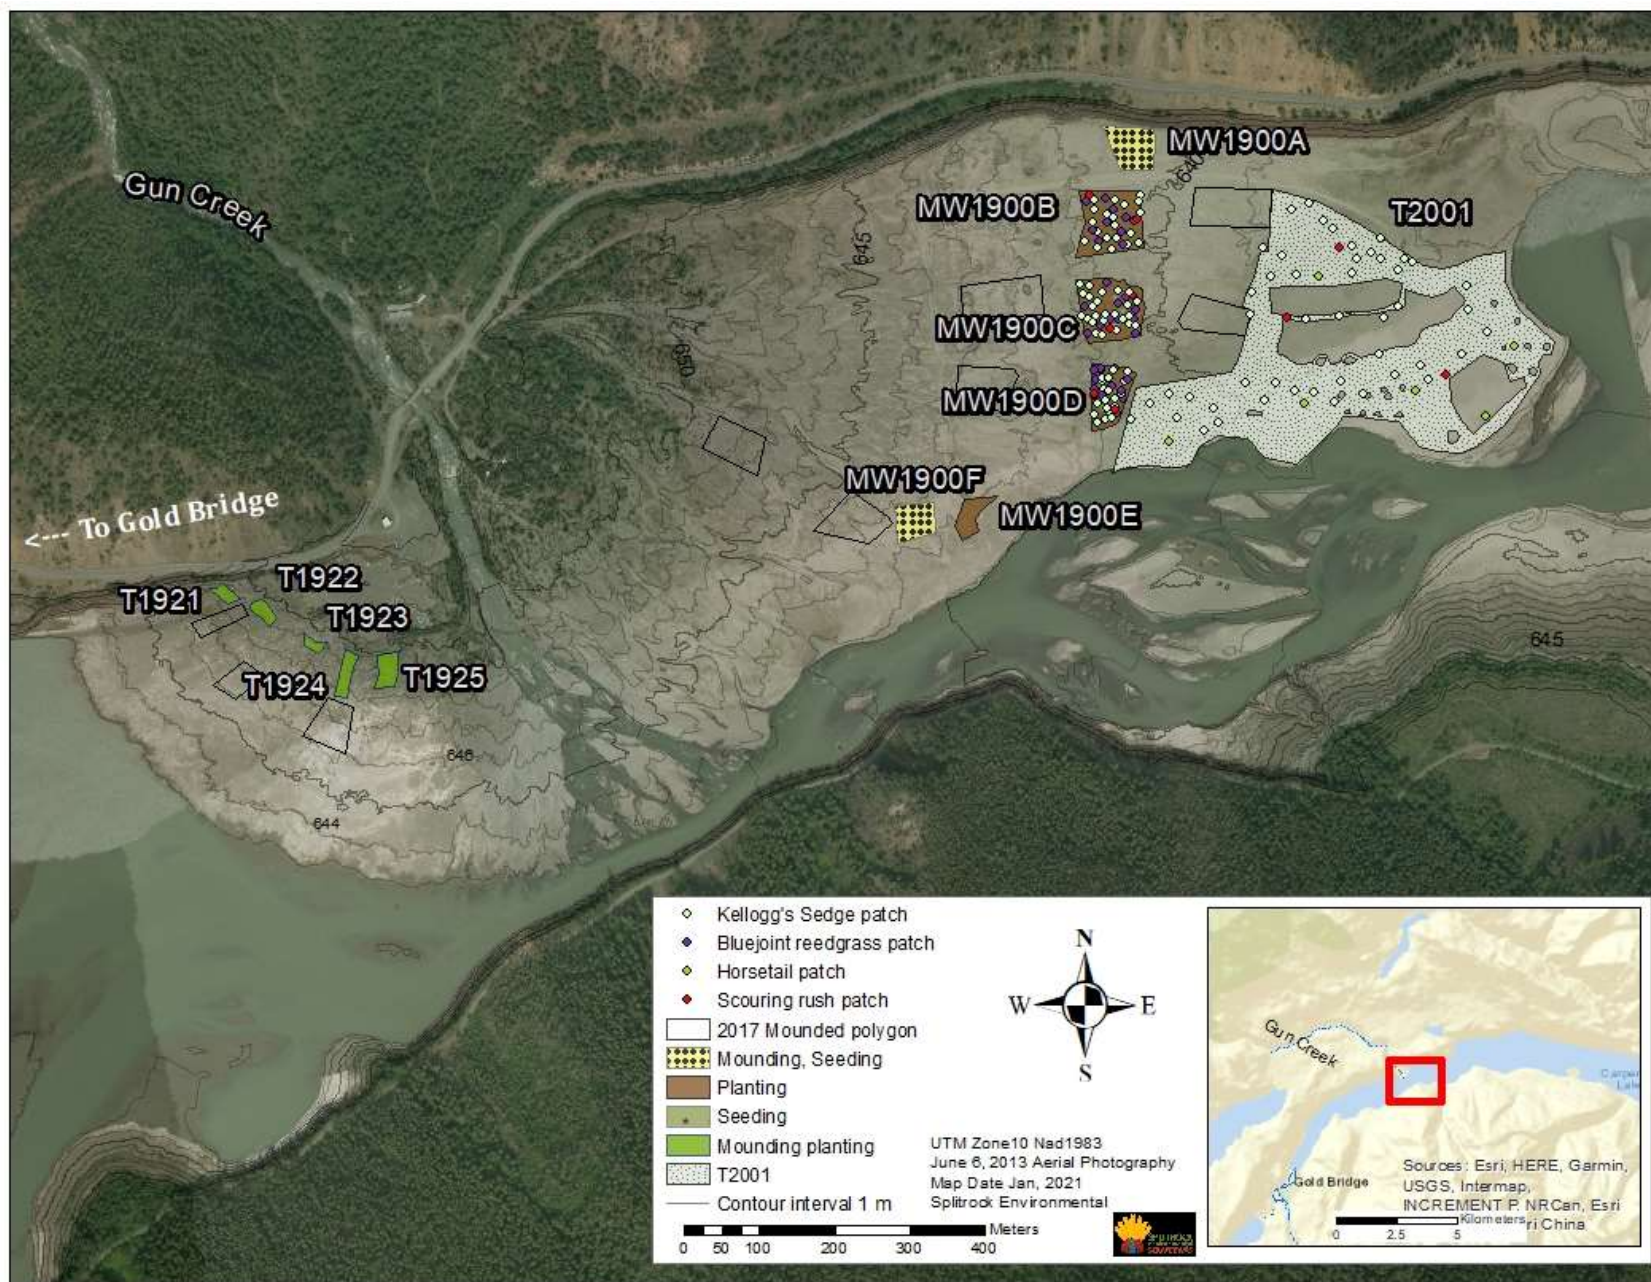 Gun Creek
MW1900A
640
MW1900B
T2001
645
MW1900C
650
MW1900D
MW1900F
MW1900E
<--- To Gold Bridge
T1922
T1921
T1923
T1924
T1925
645
646
644
Kellogg's Sedge patch
Bluejoint reedgrass patch
Horsetail patch
Scouring rush patch
2017 Mounded polygon
Mounding, Seeding
Planting
Seeding
Mounding planting
T2001
Contour interval 1 m
N
W
E
S
UTM Zone10 Nad1983
June 6, 2013 Aerial Photography
Map Date Jan, 2021
Splitrock Environmental
Meters
0 50 100 200 300 400
Gun Creek
Gold Bridge
Sources: Esri, HERE, Garmin,
USGS, Intermap,
INCREMENT P, NRCan, Esri
ri China
Kilometers
0 2.5 5